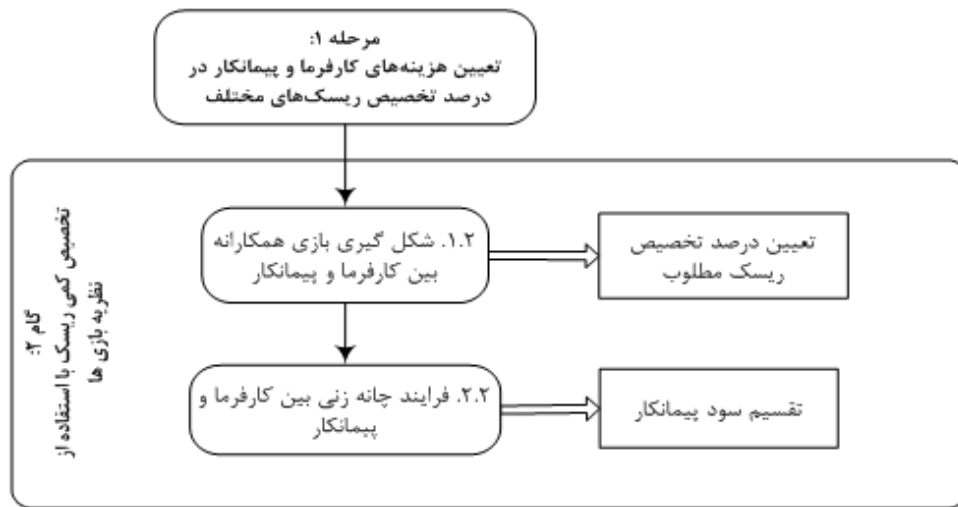 مرحله ۱:
تعیین هزینه‌های کارفرما و پیمانکار در
درصد تخصیص ریسک‌های مختلف
گام ۲:
تخصیص کمی ریسک با استفاده از
نظریه بازی ها
۱.۲. شکل گیری بازی همکارانه
بین کارفرما و پیمانکار
تعیین درصد تخصیص
ریسک مطلوب
۲.۲. فرایند چانه زنی بین کارفرما و
پیمانکار
تقسیم سود پیمانکار